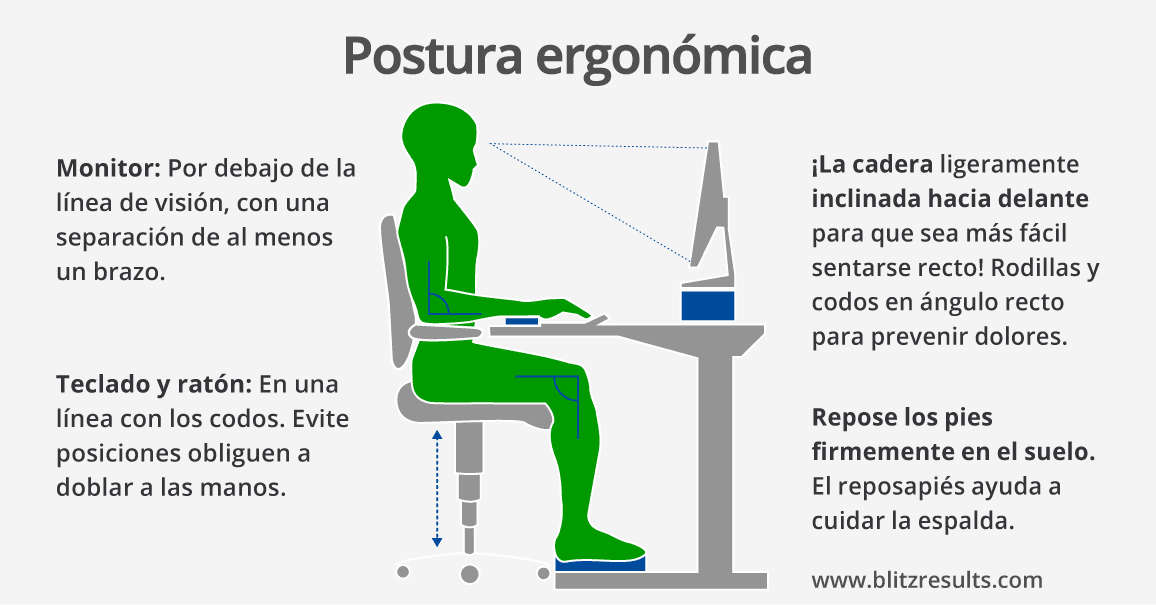 Postura ergonómica
Monitor: Por debajo de la
línea de visión, con una
separación de al menos
un brazo.
Teclado y ratón: En una
línea con los codos. Evite
posiciones obliguen a
doblar a las manos.
¡La cadera ligeramente
inclinada hacia delante
para que sea más fácil
sentarse recto! Rodillas y
codos en ángulo recto
para prevenir dolores.
Repose los pies
firmemente en el suelo.
El reposapiés ayuda a
cuidar la espalda.
www.blitzresults.com